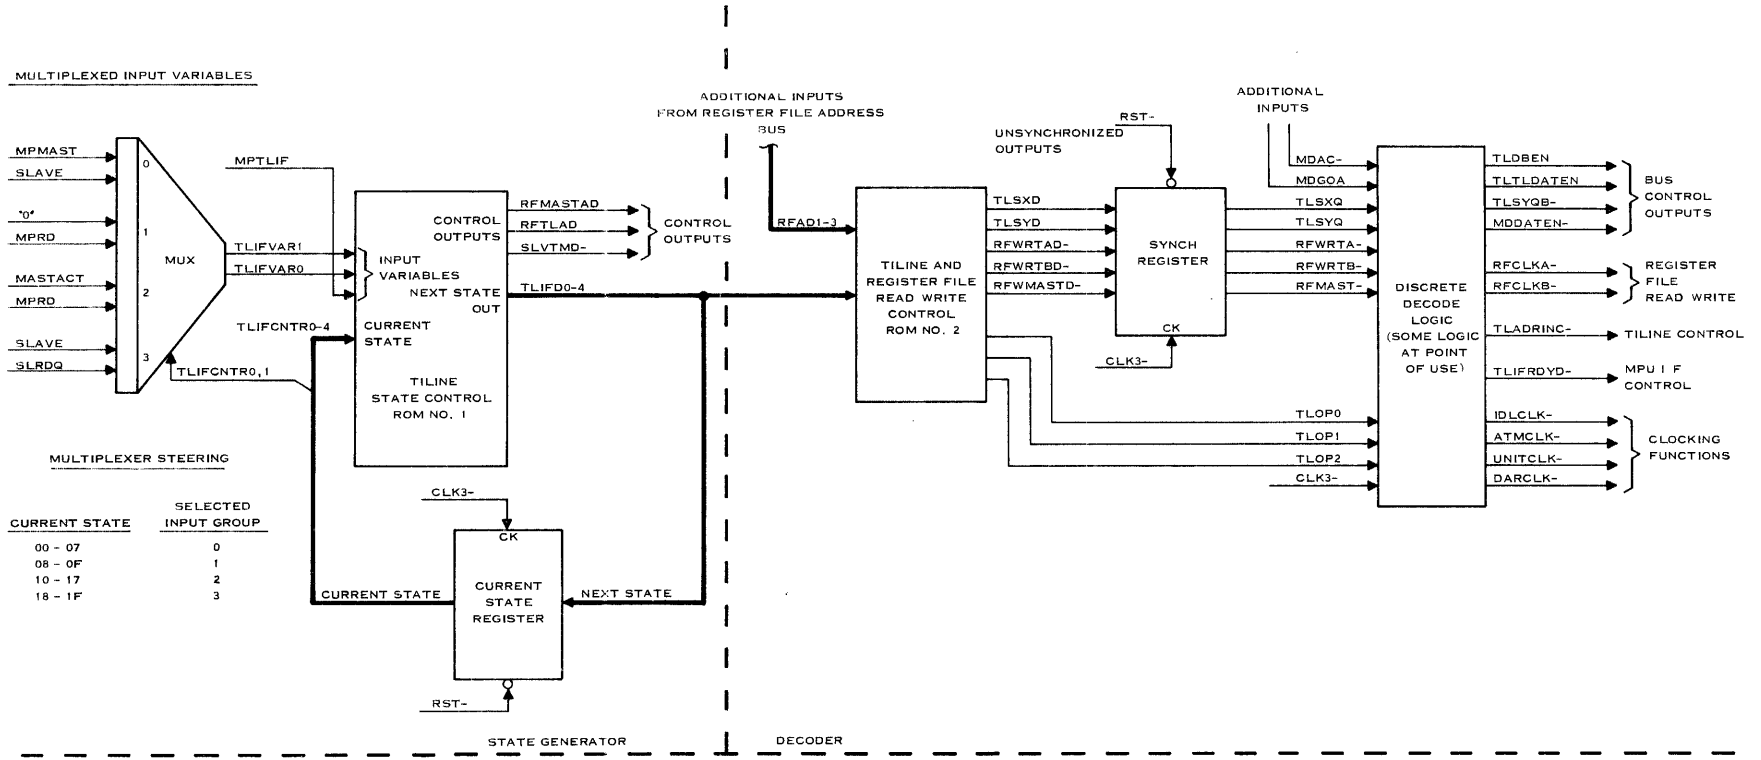 MULTIPLEXED INPUT VARIABLES
MPMAST
SLAVE
"0"
MPRD
MASTACT
MPRD
SLAVE
SLRDQ
0
1
2
3
MUX
TLIFCNTR0,1
MPTLIF
TLIFVAR1
TLIFVAR0
TLIFCNTR0-4
CONTROL
OUTPUTS
INPUT
VARIABLES
NEXT STATE
OUT
CURRENT
STATE
TILINE
STATE CONTROL
ROM NO. 1
RFMASTAD
RFTLAD
SLVTMD-
CONTROL
OUTPUTS
TLIFD0-4
MULTIPLEXER STEERING
CURRENT STATE
SELECTED
INPUT GROUP
00 - 07 0
08 - 0F 1
10 - 17 2
18 - 1F 3
CLK3-
CK
CURRENT
STATE
REGISTER
CURRENT STATE
NEXT STATE
RST-
STATE GENERATOR
DECODER
ADDITIONAL INPUTS
FROM REGISTER FILE ADDRESS
BUS
RFAD1-3
TILINE AND
REGISTER FILE
READ WRITE
CONTROL
ROM NO. 2
UNSYNCHRONIZED
OUTPUTS
TLSXD
TLSYD
RFWRTAD-
RFWRTBD-
RFWMASTD-
RST-
SYNCH
REGISTER
CK
CLK3-
ADDITIONAL
INPUTS
MDAC-
MDGOA
TLSXQ
TLSYQ
RFWRTA-
RFWRTB-
RFMAST-
TLOP0
TLOP1
TLOP2
CLK3-
DISCRETE
DECODE
LOGIC
(SOME LOGIC
AT POINT
OF USE)
TLDBEN
TLTLDATEN
TLSYQB-
MDDATEN-
BUS
CONTROL
OUTPUTS
RFCLKA-
RFCLKB-
REGISTER
FILE
READ WRITE
TLADRINC-
TILINE CONTROL
TLIFRDYD-
MPU I F
CONTROL
IDLCLK-
ATMCLK-
UNITCLK-
DARCLK-
CLOCKING
FUNCTIONS